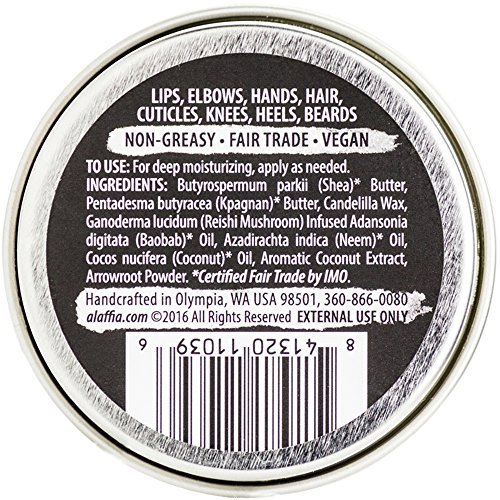 LIPS, ELBOWS, HANDS, HAIR,
CUTICLES, KNEES, HEELS, BEARDS
NON-GREASY • FAIR TRADE • VEGAN
TO USE: For deep moisturizing, apply as needed.
INGREDIENTS: Butyrospermum parkii (Shea)* Butter,
Pentadesma butyracea (Kpagnan)* Butter, Candelilla Wax,
Ganoderma lucidum (Reishi Mushroom) Infused Adansonia
digitata (Baobab)* Oil, Azadirachta indica (Neem)* Oil,
Cocos nucifera (Coconut)* Oil, Aromatic Coconut Extract,
Arrowroot Powder. *Certified Fair Trade by IMO.
Handcrafted in Olympia, WA USA 98501, 360-866-0080
alaffia.com ©2016 All Rights Reserved EXTERNAL USE ONLY
8 41320 11039 6